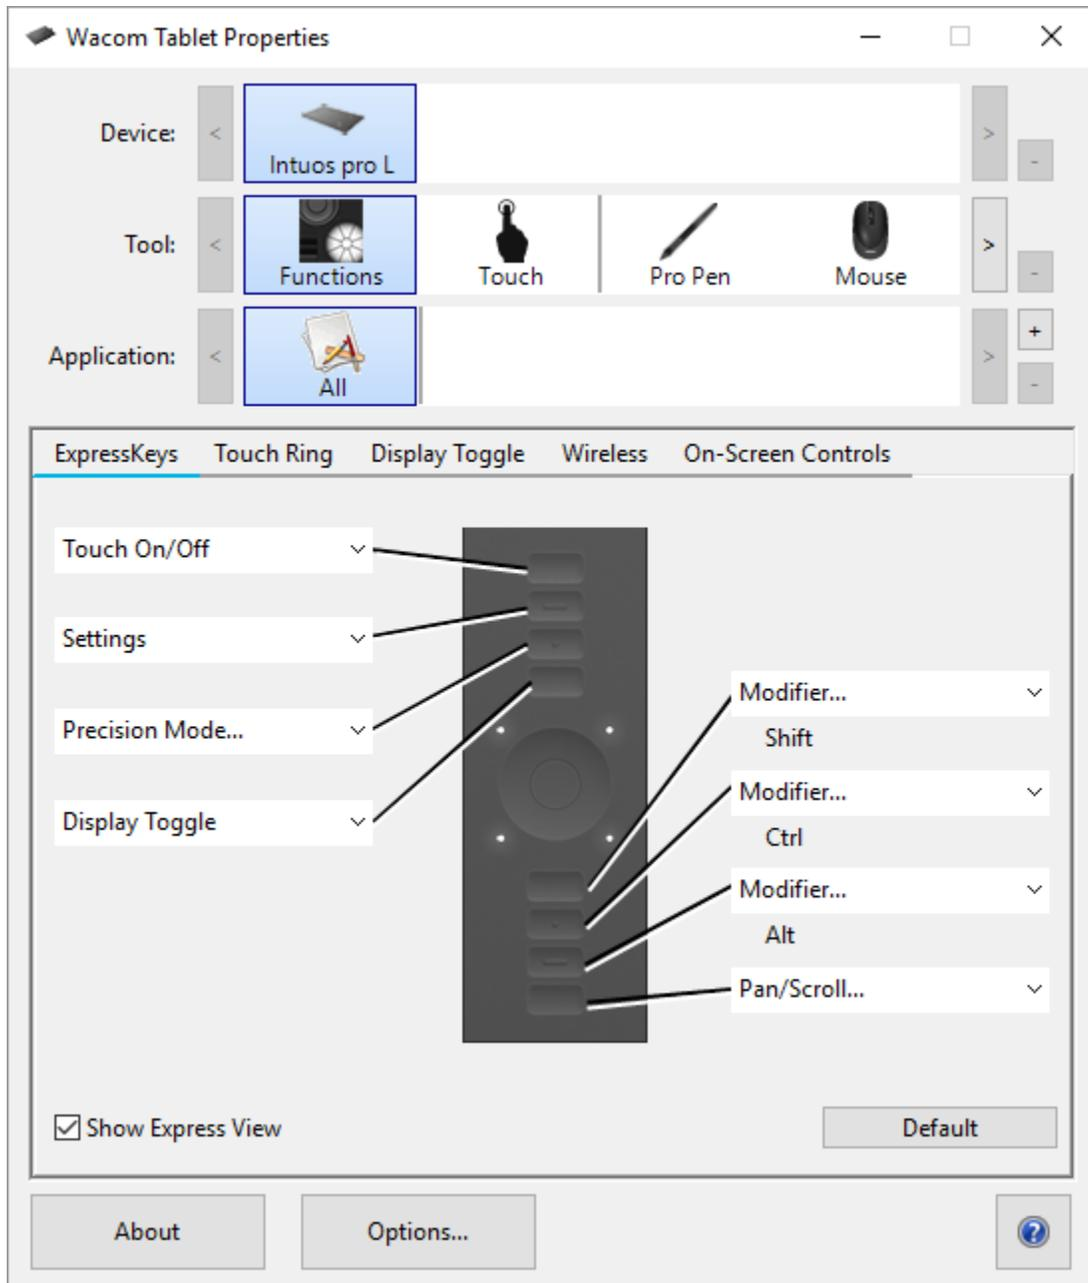 Wacom Tablet Properties
Device:
<
Intuos pro L
>
-
Tool:
<
Functions
Touch
Pro Pen
Mouse
>
-
Application:
<
All
>
+
-
ExpressKeys Touch Ring Display Toggle Wireless On-Screen Controls
Touch On/Off
Settings
Precision Mode...
Display Toggle
Modifier...
Shift
Modifier...
Ctrl
Modifier...
Alt
Pan/Scroll...
Show Express View
Default
About
Options...
?